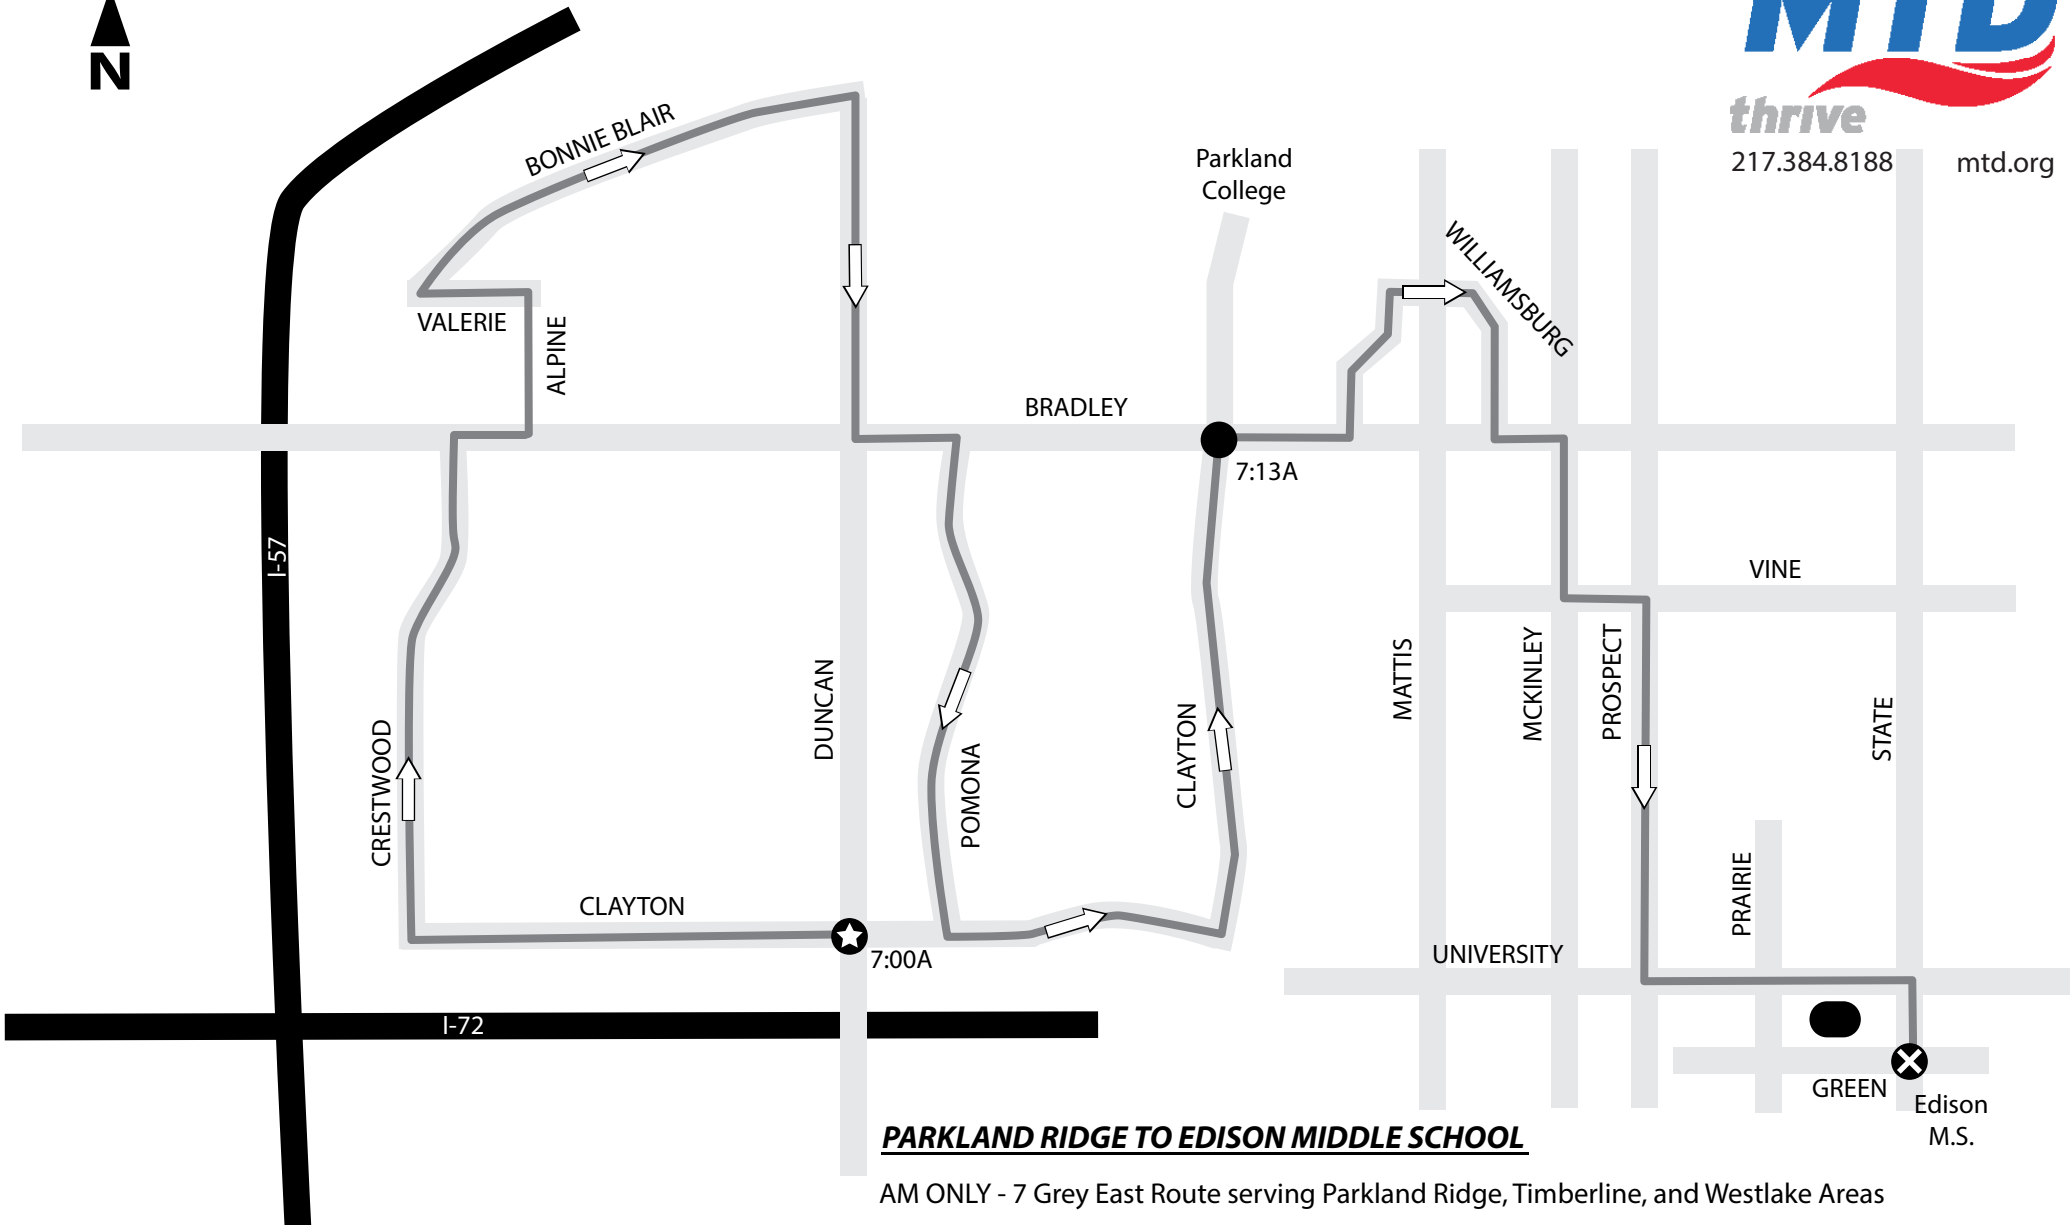 N
MTD
thrive
217.384.8188 mtd.org
BONNIE BLAIR
Parkland
College
WILLIAMSBURG
VALERIE
ALPINE
BRADLEY
7:13A
I-57
VINE
DUNCAN
MATTIS
MCKINLEY
PROSPECT
STATE
CRESTWOOD
POMONA
CLAYTON
PRAIRIE
CLAYTON
UNIVERSITY
7:00A
I-72
GREEN
Edison
M.S.
PARKLAND RIDGE TO EDISON MIDDLE SCHOOL
AM ONLY - 7 Grey East Route serving Parkland Ridge, Timberline, and Westlake Areas